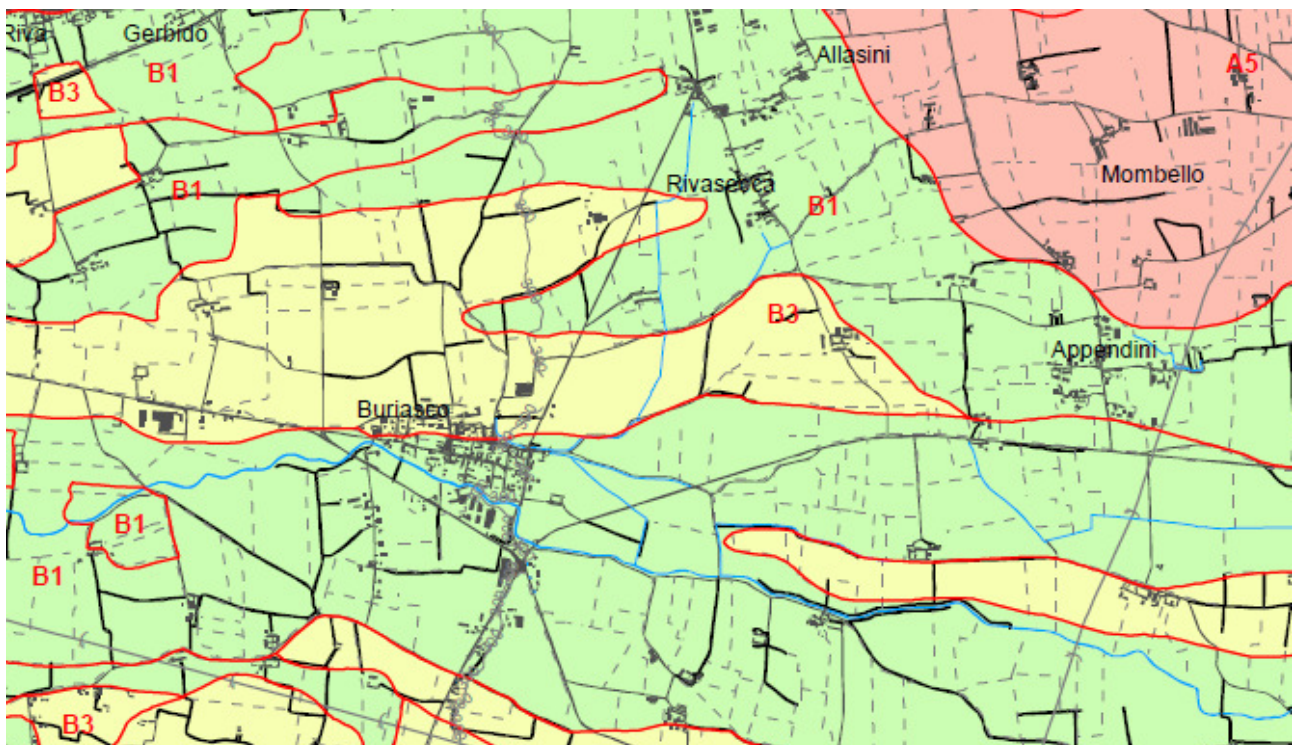 Riva
Gerbido
Allasini
B1
B3
A5
B1
Rivasecca
B1
Mombello
B3
Appendini
Buriasco
B1
B1
B3